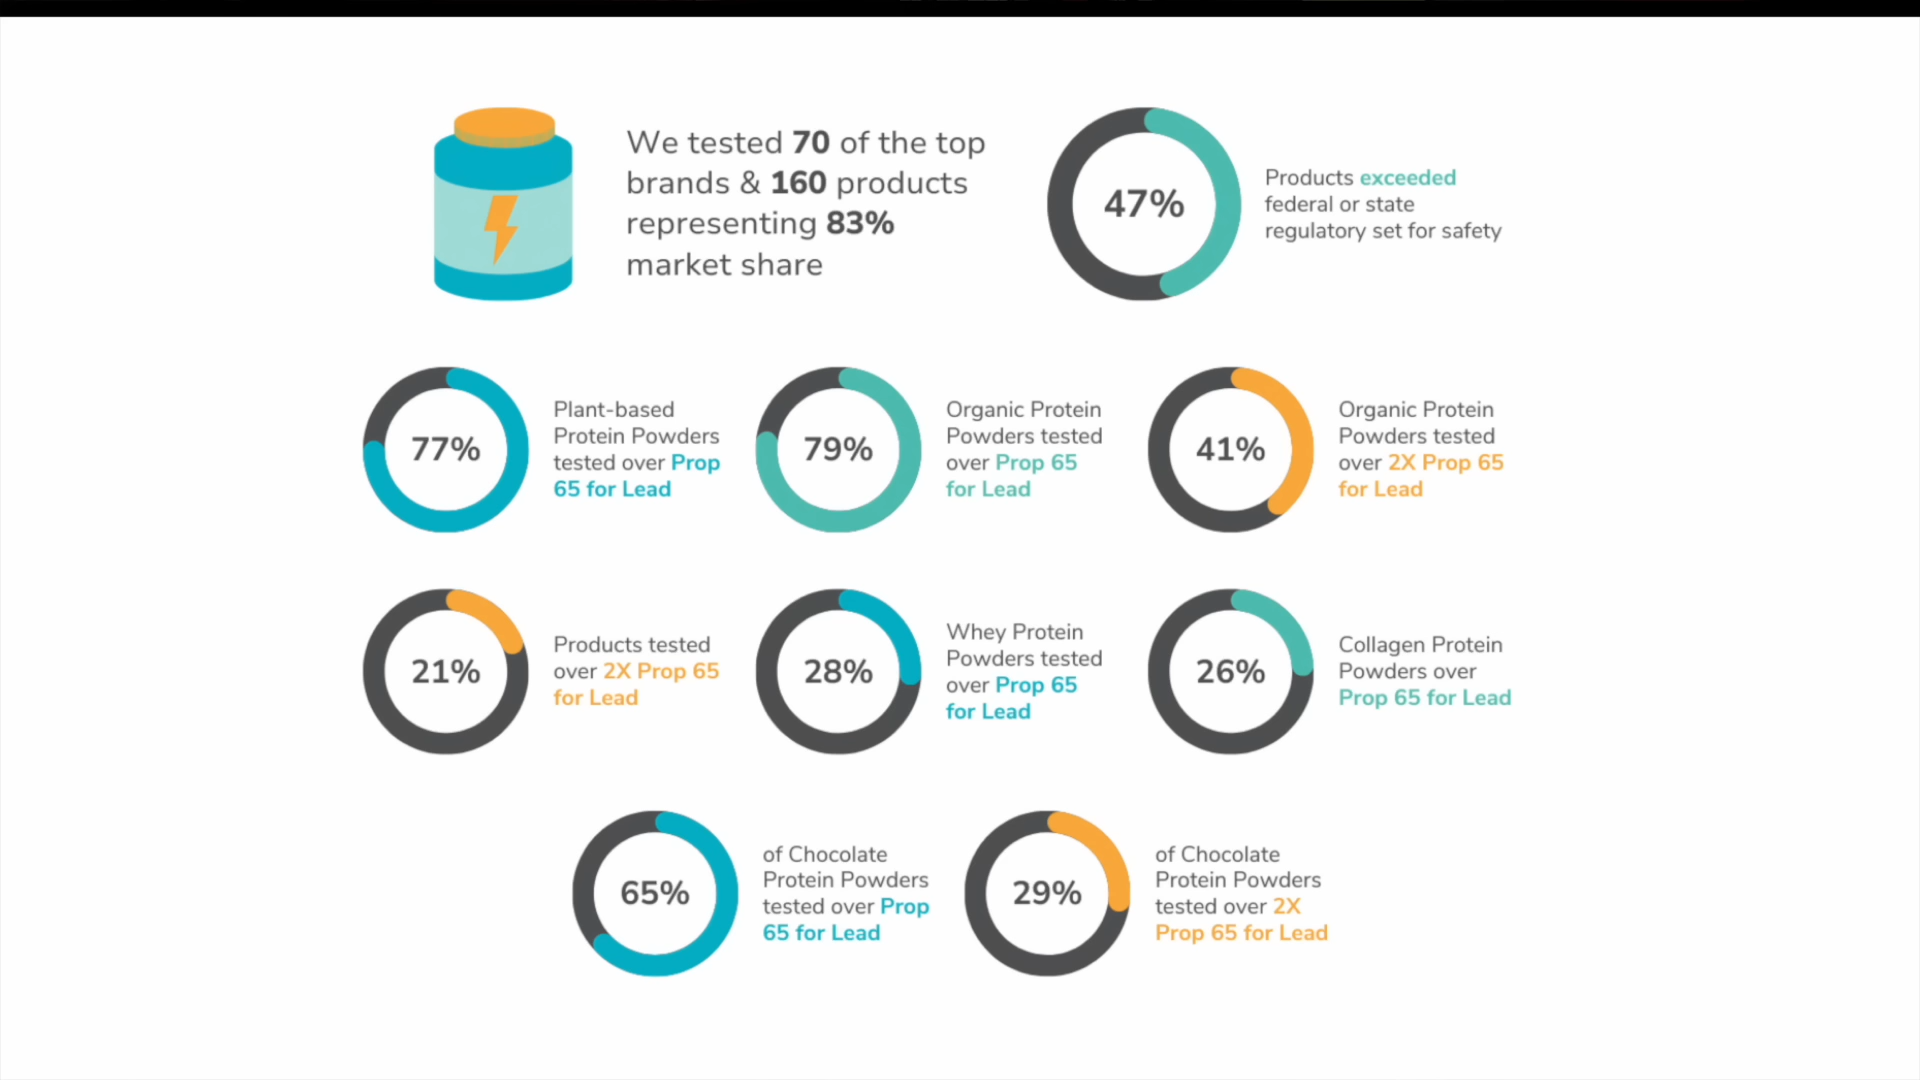 We tested 70 of the top
brands & 160 products
representing 83%
market share
47%
Products exceeded
federal or state
regulatory set for safety
77%
Plant-based
Protein Powders
tested over Prop
65 for Lead
79%
Organic Protein
Powders tested
over Prop 65
for Lead
41%
Organic Protein
Powders tested
over 2X Prop 65
for Lead
21%
Products tested
over 2X Prop 65
for Lead
28%
Whey Protein
Powders tested
over Prop 65
for Lead
26%
Collagen Protein
Powders over
Prop 65 for Lead
65%
of Chocolate
Protein Powders
tested over Prop
65 for Lead
29%
of Chocolate
Protein Powders
tested over 2X
Prop 65 for Lead